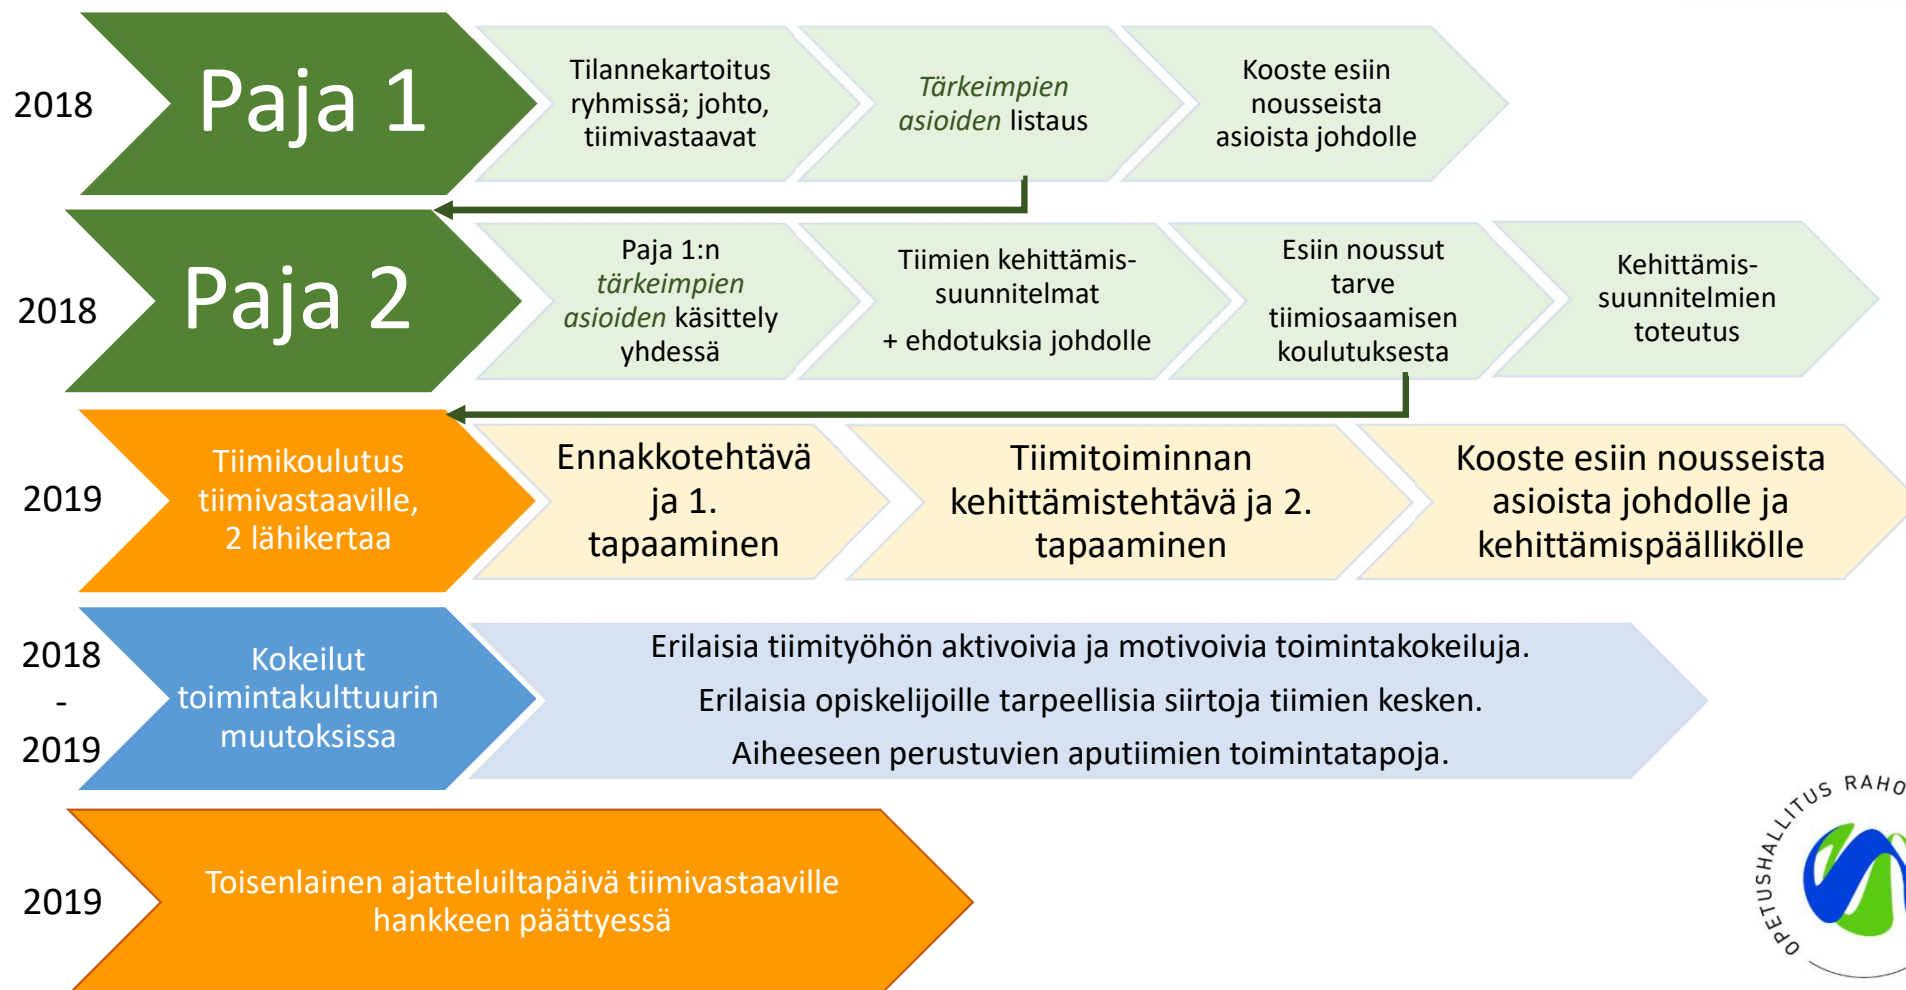 2018
Paja 1
Tilannekartoitus
ryhmissä; johto,
tiimivastaavat
Tärkeimpien
asioiden listaus
Kooste esiin
nousseista
asioista johdolle
2018
Paja 2
Paja 1:n
tärkeimpien
asioiden käsittely
yhdessä
Tiimien kehittämis-
suunnitelmat
+ ehdotuksia johdolle
Esiin noussut
tarve
tiimiosaamisen
koulutuksesta
Kehittämis-
suunnitelmien
toteutus
2019
Tiimikoulutus
tiimivastaaville,
2 lähikertaa
Ennakkotehtävä
ja 1.
tapaaminen
Tiimitoiminnan
kehittämistehtävä ja 2.
tapaaminen
Kooste esiin nousseista
asioista johdolle ja
kehittämispäällikölle
2018
-
2019
Kokeilut
toimintakulttuurin
muutoksissa
Erilaisia tiimityöhön aktivoivia ja motivoivia toimintakokeiluja.
Erilaisia opiskelijoille tarpeellisia siirtoja tiimien kesken.
Aiheeseen perustuvien aputiimien toimintatapoja.
2019
Toisenlainen ajatteluiltapäivä tiimivastaaville
hankkeen päättyessä
OPETUSHALLITUS RAHO